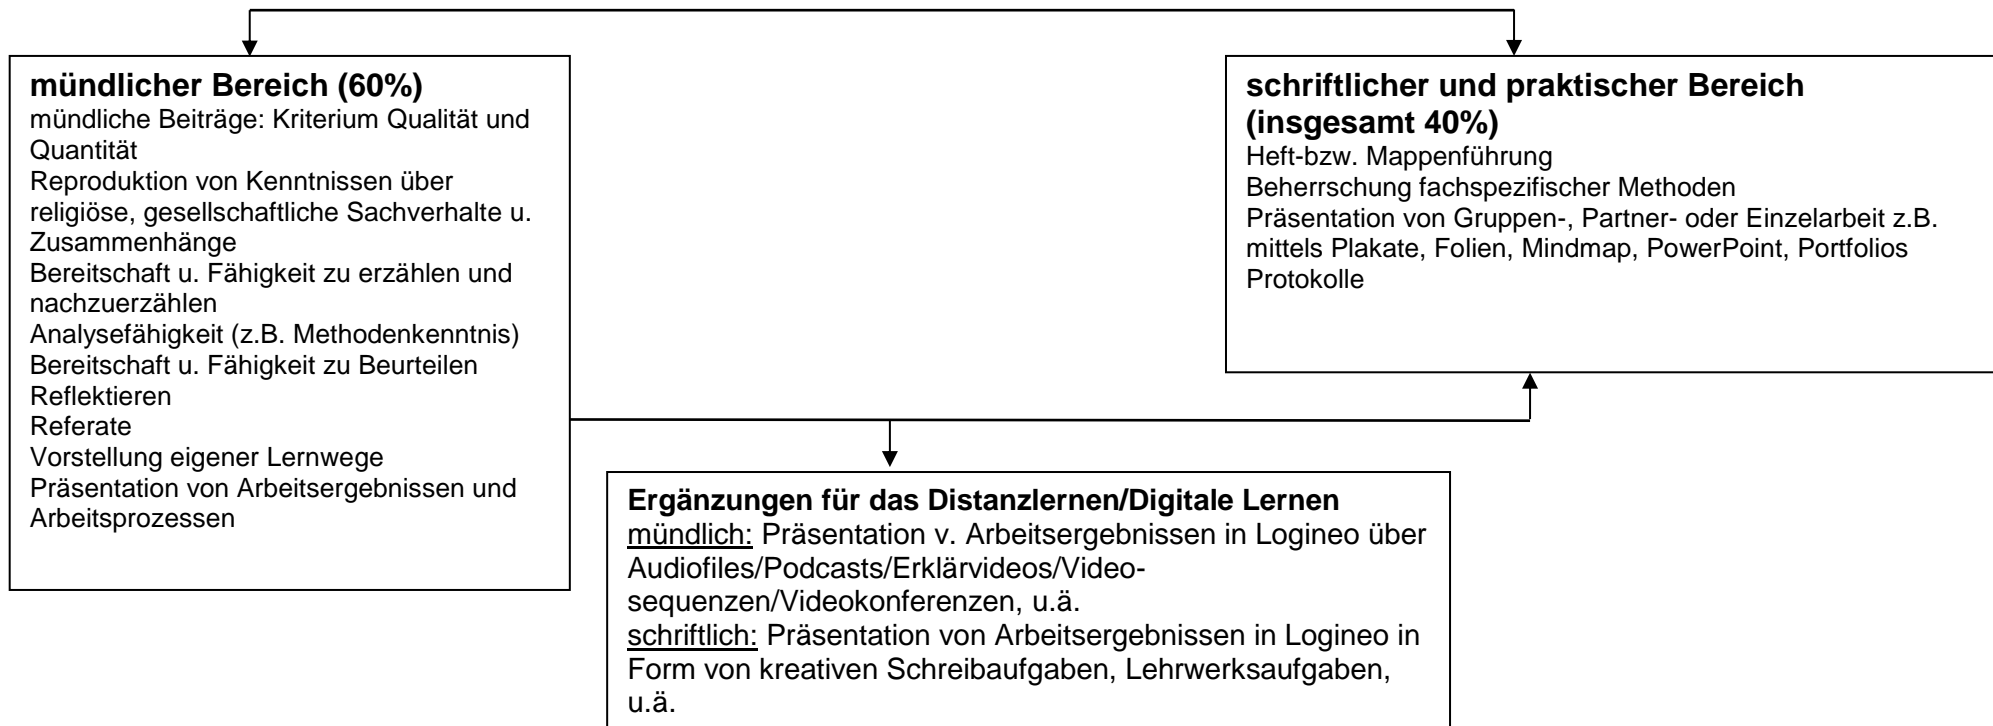 mündlicher Bereich (60%)
mündliche Beiträge: Kriterium Qualität und
Quantität
Reproduktion von Kenntnissen über
religiöse, gesellschaftliche Sachverhalte u.
Zusammenhänge
Bereitschaft u. Fähigkeit zu erzählen und
nachzuerzählen
Analysefähigkeit (z.B. Methodenkenntnis)
Bereitschaft u. Fähigkeit zu Beurteilen
Reflektieren
Referate
Vorstellung eigener Lernwege
Präsentation von Arbeitsergebnissen und
Arbeitsprozessen
schriftlicher und praktischer Bereich
(insgesamt 40%)
Heft-bzw. Mappenführung
Beherrschung fachspezifischer Methoden
Präsentation von Gruppen-, Partner- oder Einzelarbeit z.B.
mittels Plakate, Folien, Mindmap, PowerPoint, Portfolios
Protokolle
Ergänzungen für das Distanzlernen/Digitale Lernen
mündlich: Präsentation v. Arbeitsergebnissen in Logineo über
Audiofiles/Podcasts/Erklärvideos/Video-
sequenzen/Videokonferenzen, u.ä.
schriftlich: Präsentation von Arbeitsergebnissen in Logineo in
Form von kreativen Schreibaufgaben, Lehrwerksaufgaben,
u.ä.